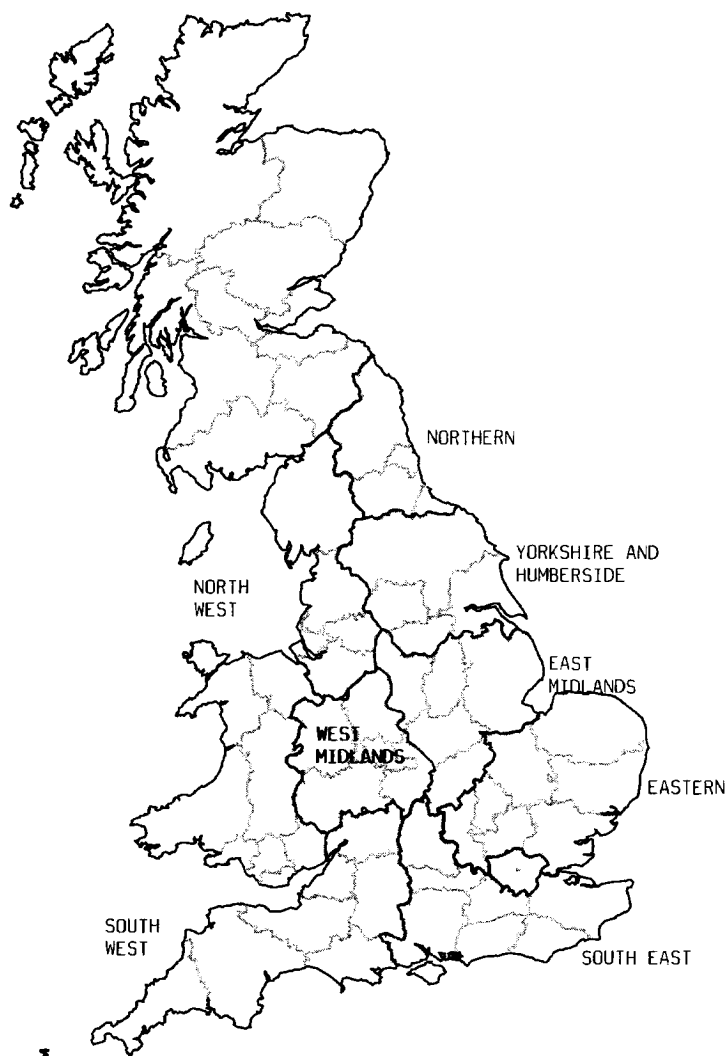 NORTHERN
YORKSHIRE AND
HUMBERSIDE
NORTH
WEST
EAST
MIDLANDS
WEST
MIDLANDS
EASTERN
SOUTH
WEST
SOUTH EAST